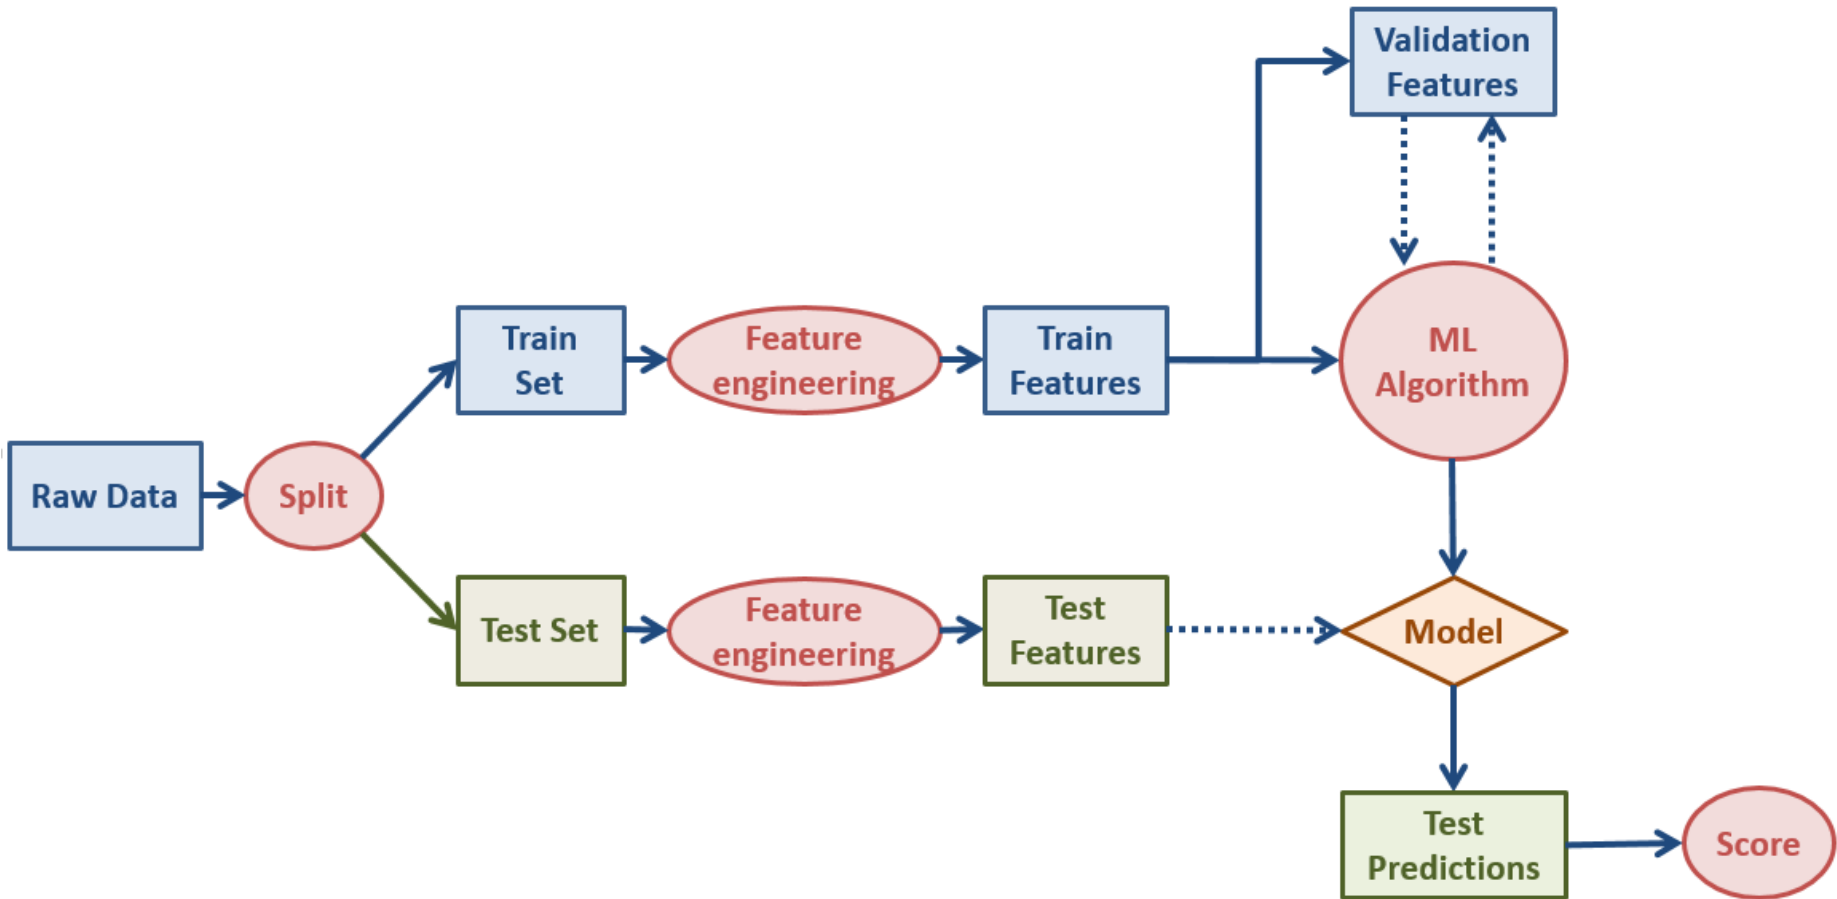 Validation
Features
Train
Set
Feature
engineering
Train
Features
ML
Algorithm
Raw Data
Split
Test Set
Feature
engineering
Test
Features
Model
Test
Predictions
Score